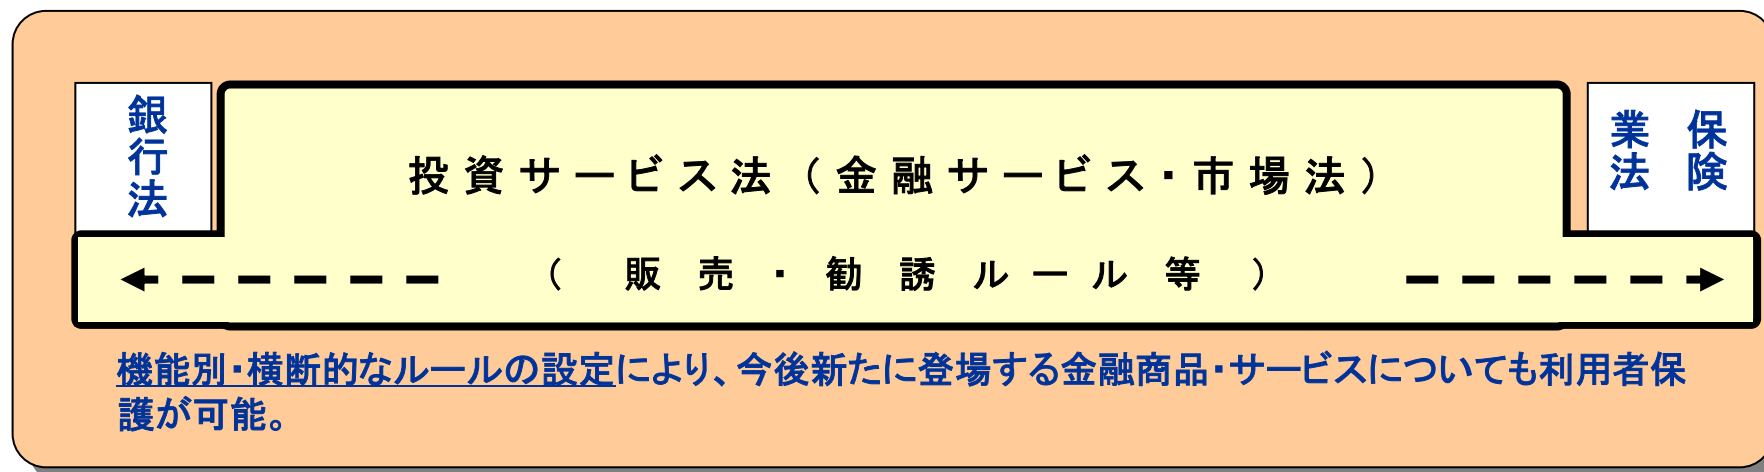 銀行法
投資サービス法（金融サービス・市場法）
保険
業法
（販売・勧誘ルール等）
機能別・横断的なルールの設定により、今後新たに登場する金融商品・サービスについても利用者保
護が可能。